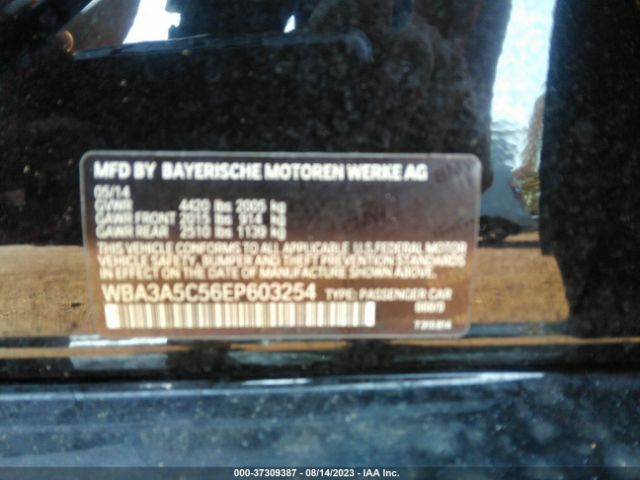 MFD BY BAYERISCHE MOTOREN WERKE AG
05/14
GVWR 4420 lbs 2005 kg
GAWR FRONT 2015 lbs 914 kg
GAWR REAR 2510 lbs 1139 kg
THIS VEHICLE CONFORMS TO ALL APPLICABLE U.S. FEDERAL MOTOR
VEHICLE SAFETY, BUMPER AND THEFT PREVENTION STANDARDS
IN EFFECT ON THE DATE OF MANUFACTURE SHOWN ABOVE.
WBA3A5C56EP603254 TYPE: PASSENGER CAR
000-37309387 - 08/14/2023 - IAA Inc.